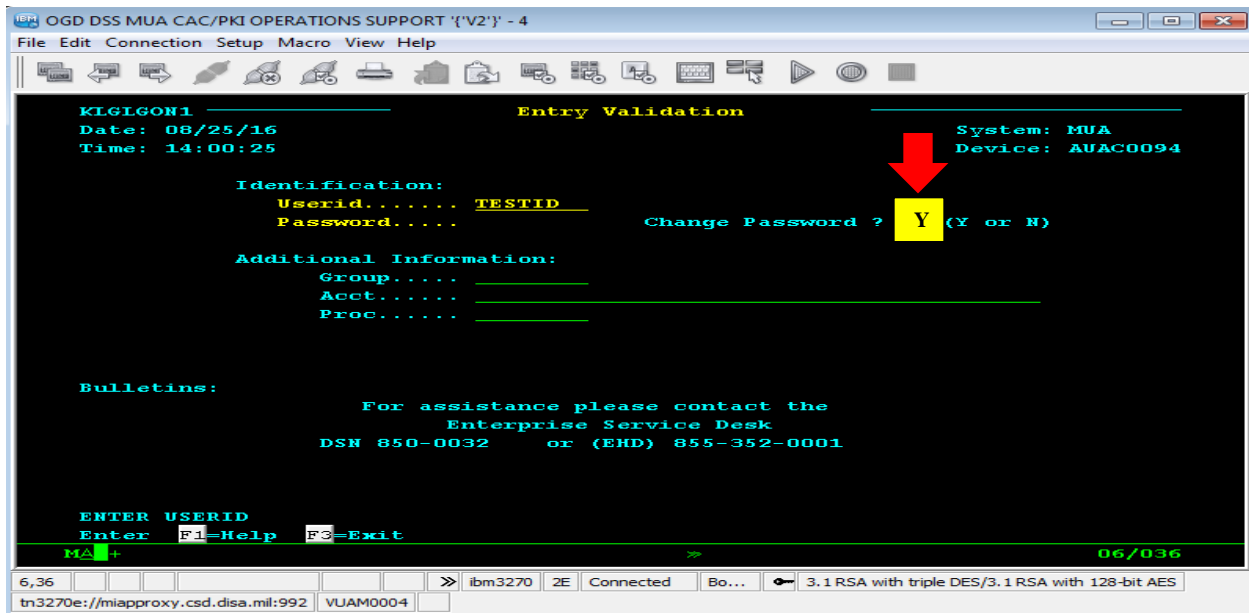 OGD DSS MUA CAC/PKI OPERATIONS SUPPORT '{'V2'}' - 4
File Edit Connection Setup Macro View Help
KLGLGON1 Entry Validation
Date: 08/25/16 System: MUA
Time: 14:00:25 Device: AUAC0094
Identification:
Userid....... TESTID
Password..... Change Password ? Y (Y or N)
Additional Information:
Group.....
Acct......
Proc......
Bulletins:
For assistance please contact the
Enterprise Service Desk
DSN 850-0032 or (EHD) 855-352-0001
ENTER USERID
Enter F1=Help F3=Exit
MA + 06/036
6,36 ibm3270 2E Connected Bo... 3.1 RSA with triple DES/3.1 RSA with 128-bit AES
tn3270e://miapproxy.csd.disa.mil:992 VUAM0004